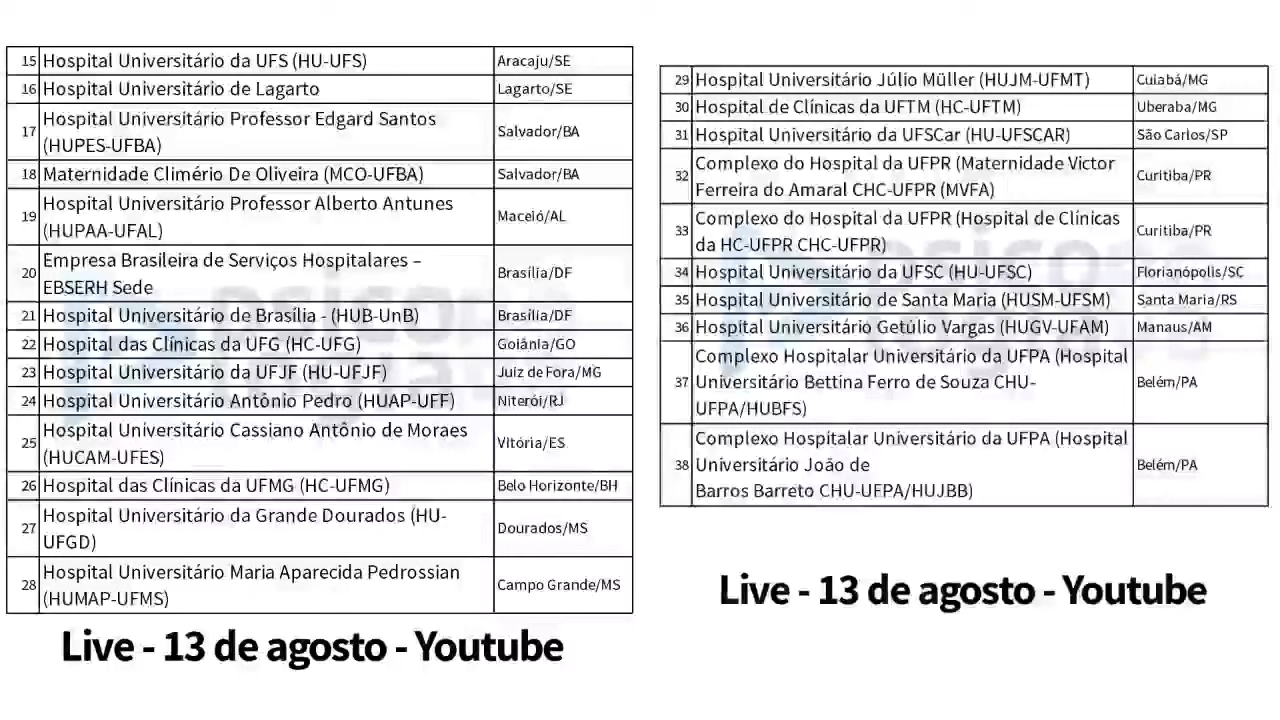 15 Hospital Universitário da UFS (HU-UFS) Aracaju/SE
16 Hospital Universitário de Lagarto Lagarto/SE
17 Hospital Universitário Professor Edgard Santos
(HUPES-UFBA) Salvador/BA
18 Maternidade Climério De Oliveira (MCO-UFBA) Salvador/BA
19 Hospital Universitário Professor Alberto Antunes
(HUPAA-UFAL) Maceió/AL
20 Empresa Brasileira de Serviços Hospitalares –
EBSERH Sede Brasília/DF
21 Hospital Universitário de Brasília - (HUB-UnB) Brasília/DF
22 Hospital das Clínicas da UFG (HC-UFG) Goiânia/GO
23 Hospital Universitário da UFJF (HU-UFJF) Juiz de Fora/MG
24 Hospital Universitário Antônio Pedro (HUAP-UFF) Niterói/RJ
25 Hospital Universitário Cassiano Antônio de Moraes
(HUCAM-UFES) Vitória/ES
26 Hospital das Clínicas da UFMG (HC-UFMG) Belo Horizonte/BH
27 Hospital Universitário da Grande Dourados (HU-
UFGD) Dourados/MS
28 Hospital Universitário Maria Aparecida Pedrossian
(HUMAP-UFMS) Campo Grande/MS
Live - 13 de agosto - Youtube
29 Hospital Universitário Júlio Müller (HUJM-UFMT) Cuiabá/MG
30 Hospital de Clínicas da UFTM (HC-UFTM) Uberaba/MG
31 Hospital Universitário da UFSCar (HU-UFSCAR) São Carlos/SP
32 Complexo do Hospital da UFPR (Maternidade Victor
Ferreira do Amaral CHC-UFPR (MVFA) Curitiba/PR
33 Complexo do Hospital da UFPR (Hospital de Clínicas
da HC-UFPR CHC-UFPR) Curitiba/PR
34 Hospital Universitário da UFSC (HU-UFSC) Florianópolis/SC
35 Hospital Universitário de Santa Maria (HUSM-UFSM) Santa Maria/RS
36 Hospital Universitário Getúlio Vargas (HUGV-UFAM) Manaus/AM
37 Complexo Hospitalar Universitário da UFPA (Hospital
Universitário Bettina Ferro de Souza CHU-
UFPA/HUBFS) Belém/PA
38 Complexo Hospitalar Universitário da UFPA (Hospital
Universitário João de
Barros Barreto CHU-UFPA/HUJBB) Belém/PA
Live - 13 de agosto - Youtube